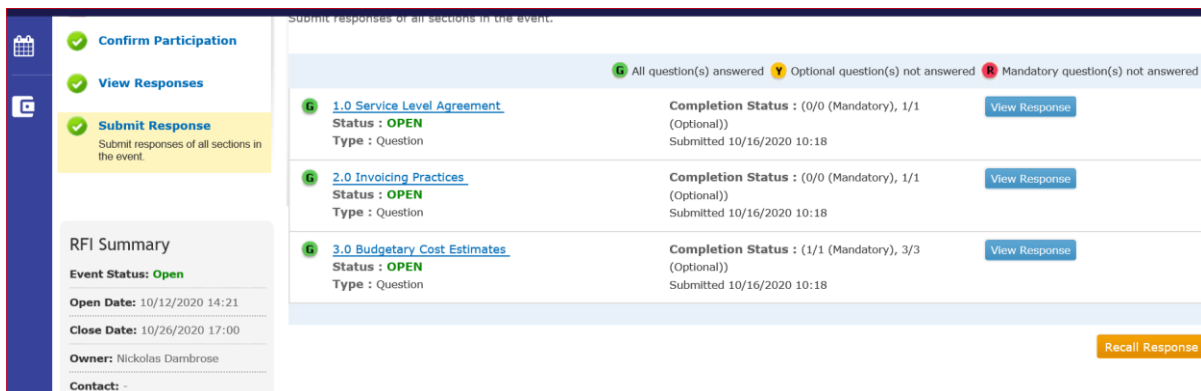 Submit responses of all sections in the event.
Confirm Participation
View Responses
Submit Response
Submit responses of all sections in
the event.
RFI Summary
Event Status: Open
Open Date: 10/12/2020 14:21
Close Date: 10/26/2020 17:00
Owner: Nickolas Dambrose
Contact: -
G All question(s) answered Y Optional question(s) not answered R Mandatory question(s) not answered
G 1.0 Service Level Agreement
Status : OPEN
Type : Question
Completion Status : (0/0 (Mandatory), 1/1
(Optional))
Submitted 10/16/2020 10:18
View Response
G 2.0 Invoicing Practices
Status : OPEN
Type : Question
Completion Status : (0/0 (Mandatory), 1/1
(Optional))
Submitted 10/16/2020 10:18
View Response
G 3.0 Budgetary Cost Estimates
Status : OPEN
Type : Question
Completion Status : (1/1 (Mandatory), 3/3
(Optional))
Submitted 10/16/2020 10:18
View Response
Recall Response